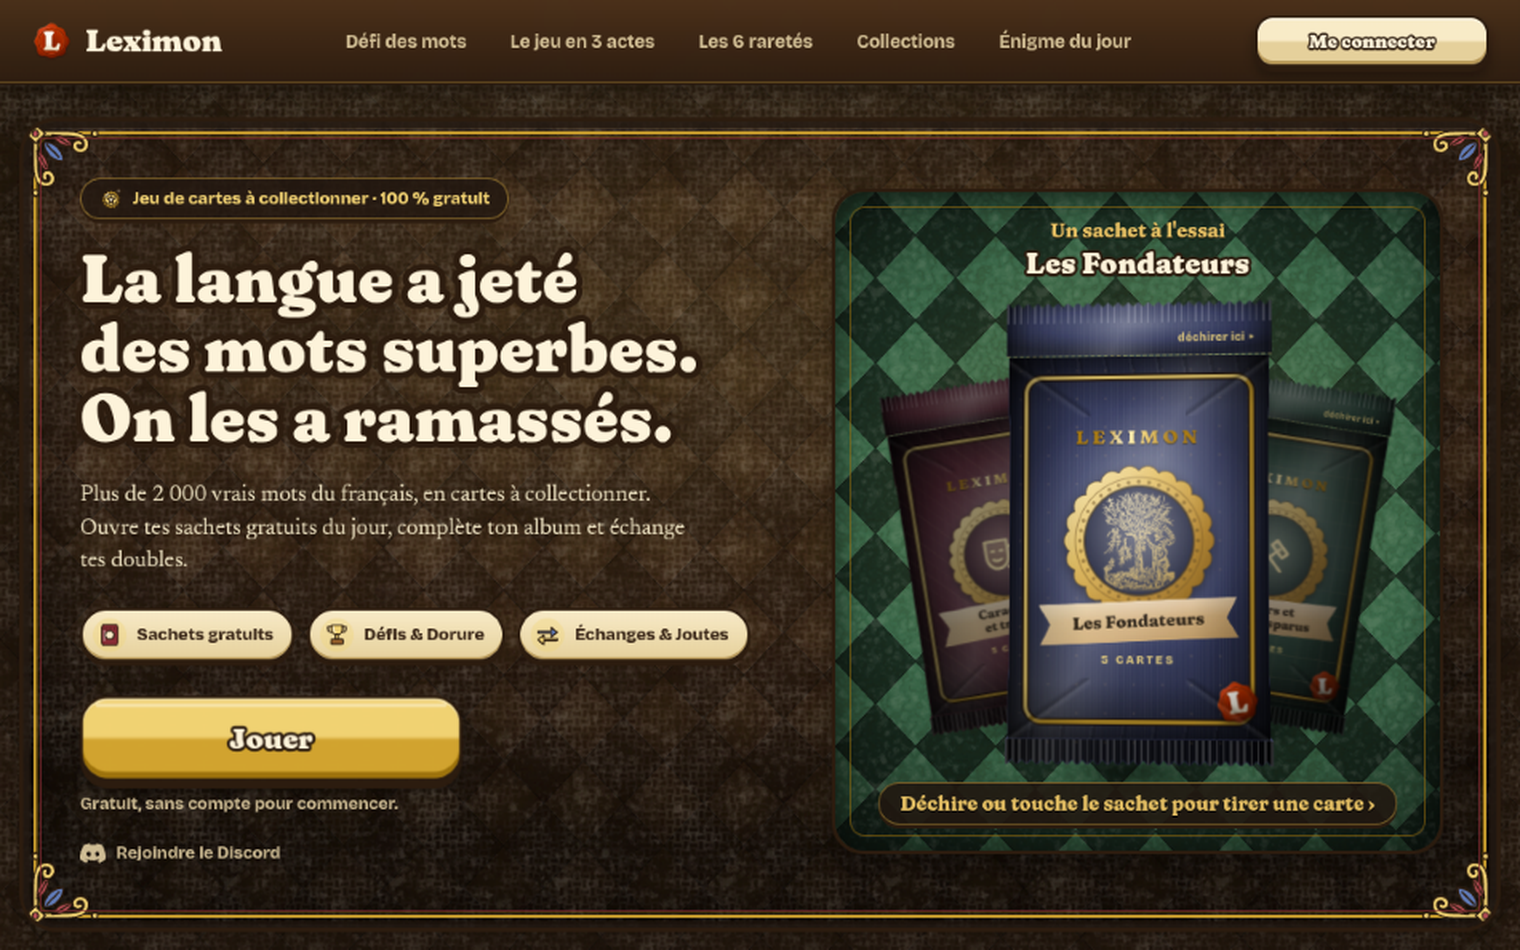 L Leximon
Défi des mots
Le jeu en 3 actes
Les 6 raretés
Collections
Énigme du jour
Me connecter
Jeu de cartes à collectionner · 100 % gratuit
La langue a jeté
des mots superbes.
On les a ramassés.
Plus de 2 000 vrais mots du français, en cartes à collectionner.
Ouvre tes sachets gratuits du jour, complète ton album et échange
tes doubles.
Sachets gratuits
Défis & Dorure
Échanges & Joutes
Jouer
Gratuit, sans compte pour commencer.
Rejoindre le Discord
Un sachet à l'essai
Les Fondateurs
déchirer ici
LEXIMON
Les Fondateurs
5 CARTES
L
déchirer ici
L
Déchire ou touche le sachet pour tirer une carte ›